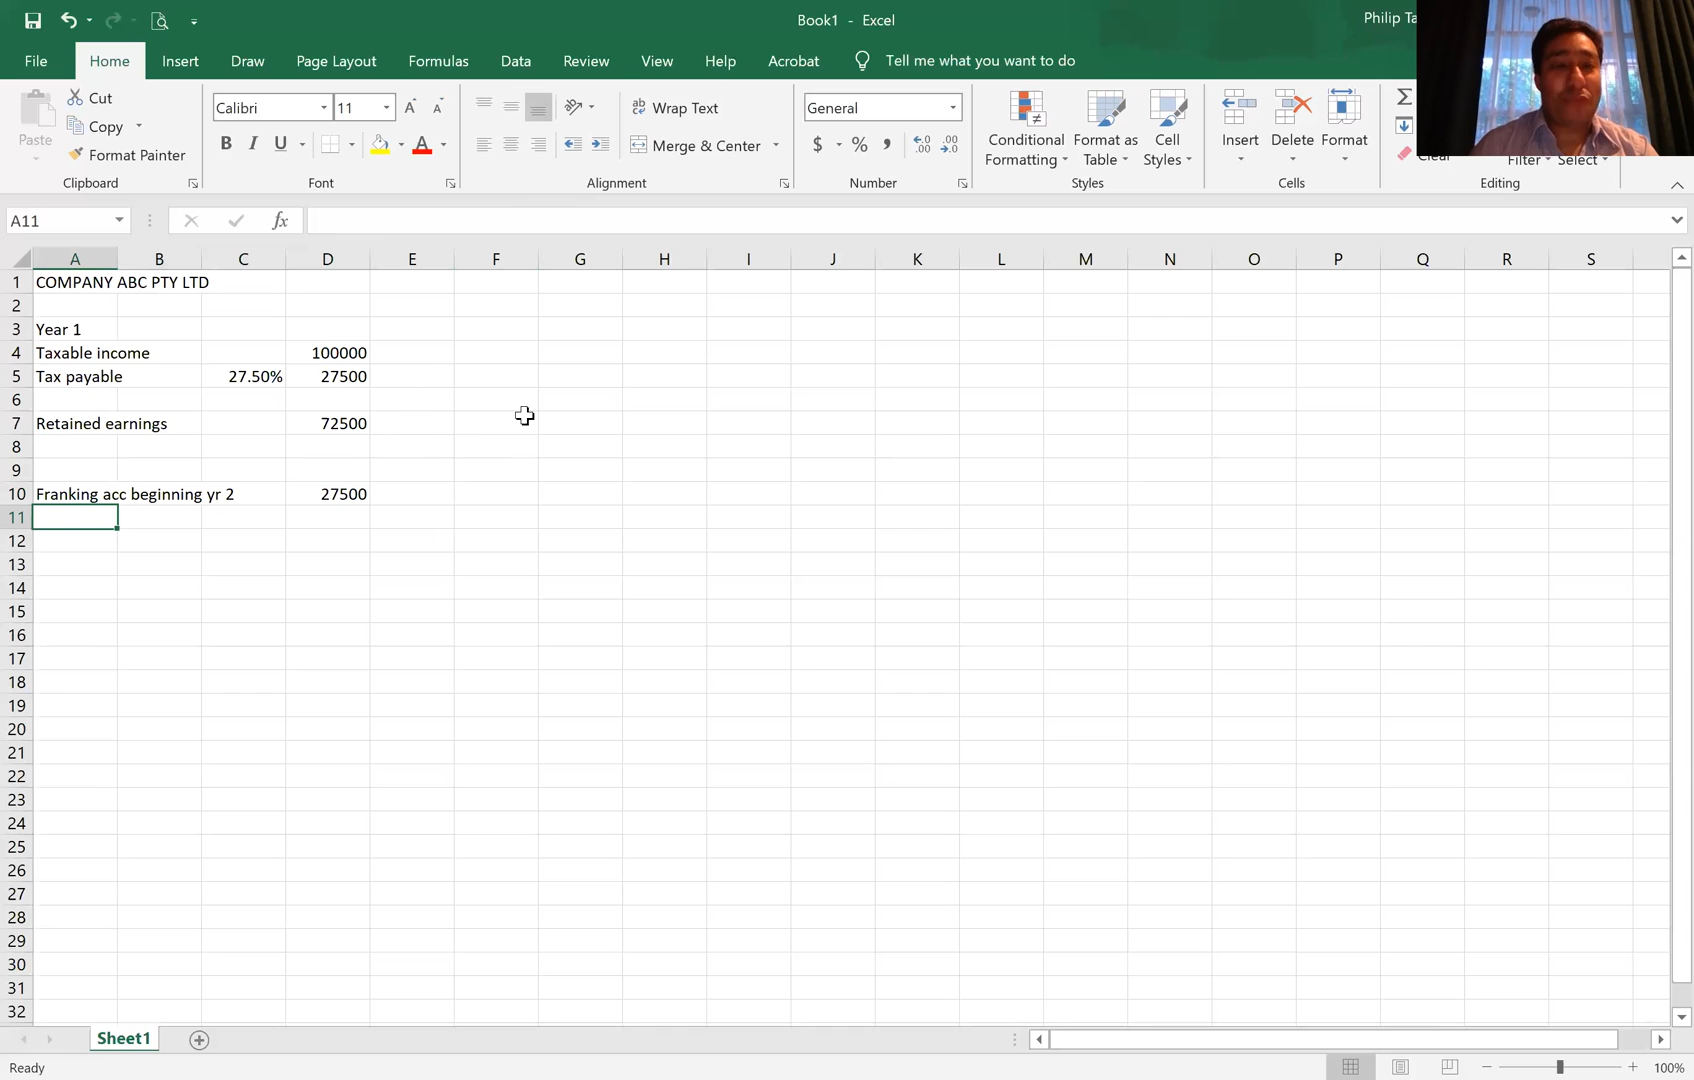 Book1 - Excel
Philip Ta
File Home Insert Draw Page Layout Formulas Data Review View Help Acrobat Tell me what you want to do
Paste
Cut
Copy
Format Painter
Clipboard
Calibri 11
B I U A
Font
Wrap Text
Merge & Center
Alignment
General
$ % , .00
Number
Conditional Formatting
Format as Table
Cell Styles
Styles
Insert Delete Format
Cells
Clear
Filter Select
Editing
A11 fx
A B C D E F G H I J K L M N O P Q R S
1 COMPANY ABC PTY LTD
2
3 Year 1
4 Taxable income 100000
5 Tax payable 27.50% 27500
6
7 Retained earnings 72500
8
9
10 Franking acc beginning yr 2 27500
11
12
13
14
15
16
17
18
19
20
21
22
23
24
25
26
27
28
29
30
31
32
Sheet1
Ready 100%